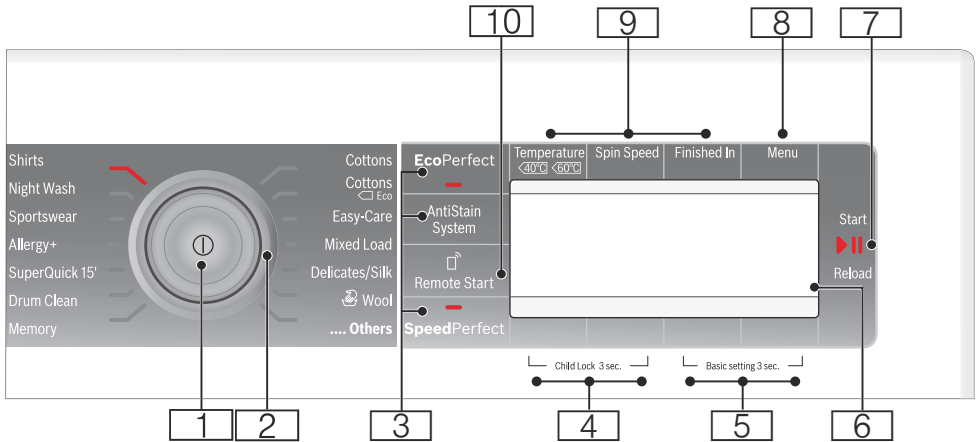 10
9
8
7
Shirts
Night Wash
Sportswear
Allergy+
SuperQuick 15'
Drum Clean
Memory
Cottons
Cottons
Eco
Easy-Care
Mixed Load
Delicates/Silk
Wool
.... Others
EcoPerfect
AntiStain
System
Remote Start
SpeedPerfect
Temperature
40°C 60°C
Spin Speed
Finished In
Menu
Start
Reload
Child Lock 3 sec.
Basic setting 3 sec.
1
2
3
4
5
6